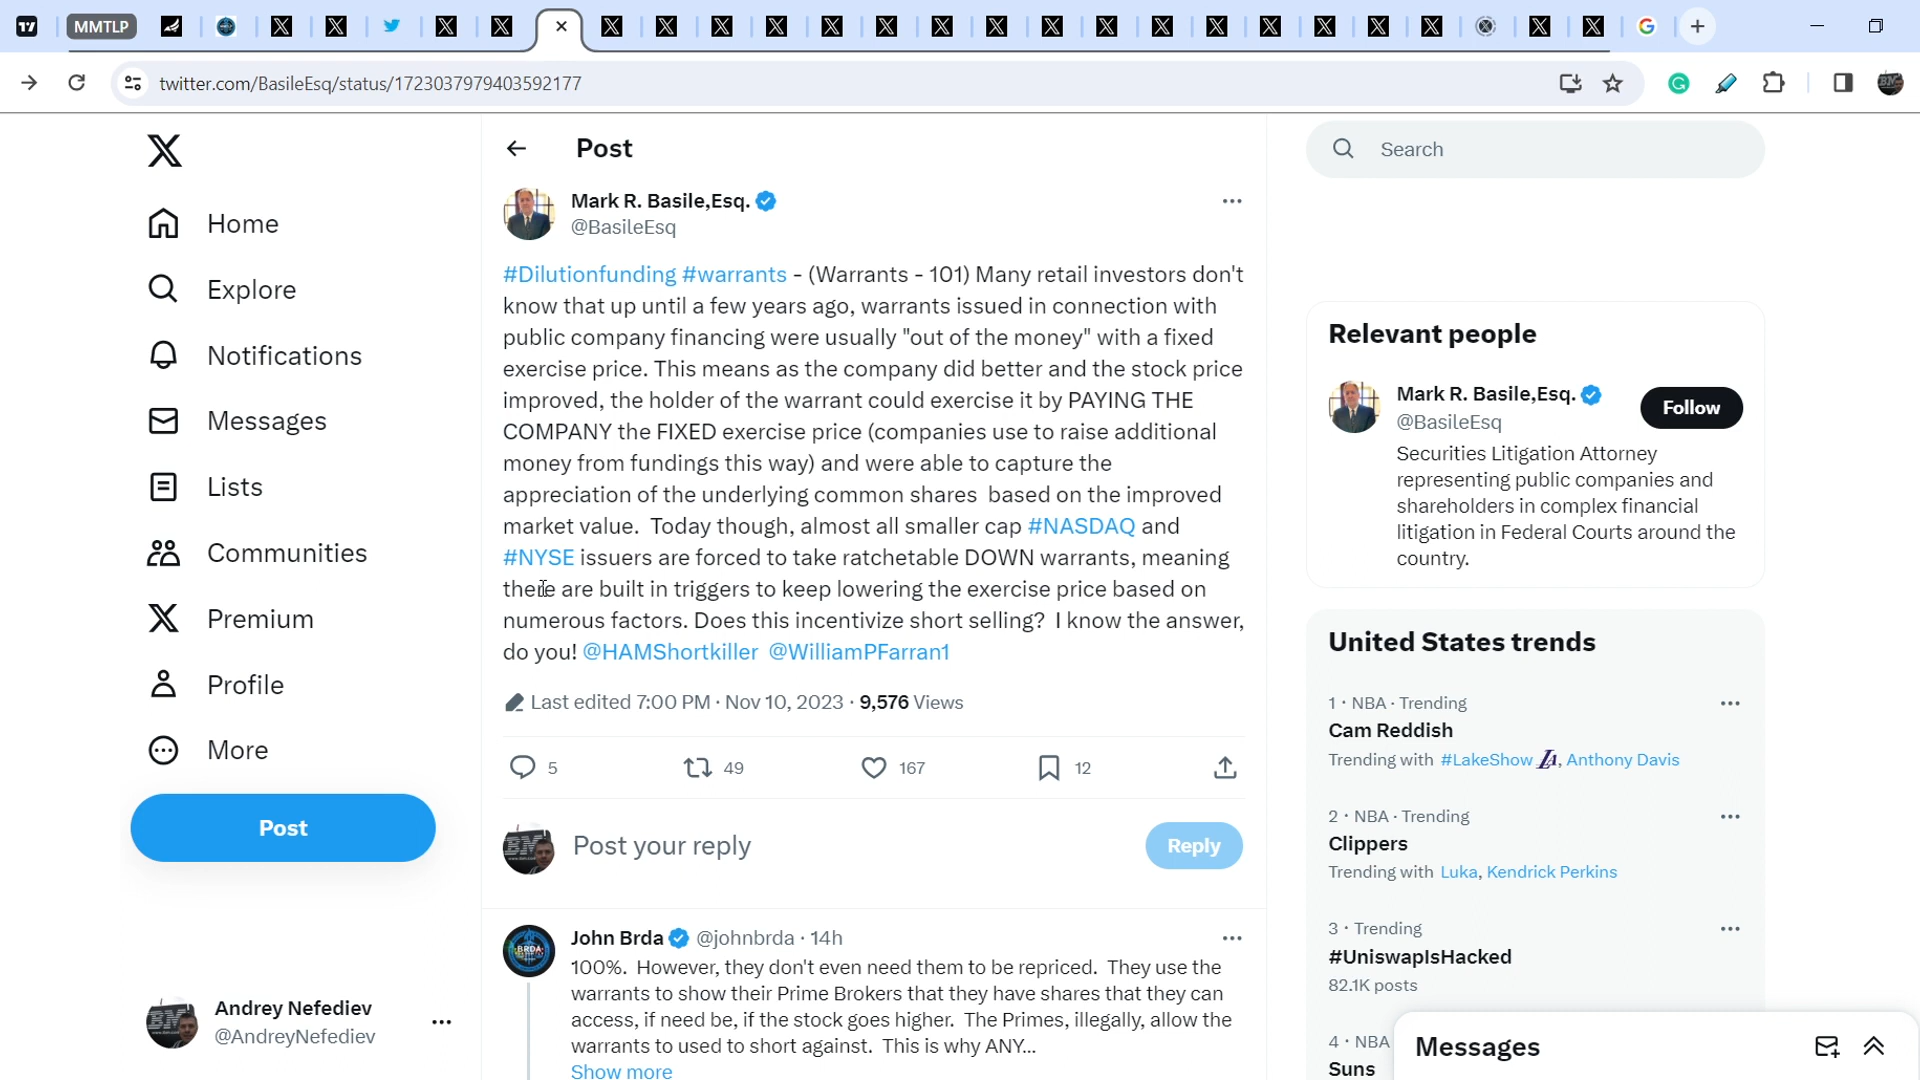 MMTLP
twitter.com/BasileEsq/status/1723037979403592177
Home
Explore
Notifications
Messages
Lists
Communities
Premium
Profile
More
Post
Andrey Nefediev
@AndreyNefediev
Post
Mark R. Basile,Esq.
@BasileEsq
#Dilutionfunding #warrants - (Warrants - 101) Many retail investors don't
know that up until a few years ago, warrants issued in connection with
public company financing were usually "out of the money" with a fixed
exercise price. This means as the company did better and the stock price
improved, the holder of the warrant could exercise it by PAYING THE
COMPANY the FIXED exercise price (companies use to raise additional
money from fundings this way) and were able to capture the
appreciation of the underlying common shares  based on the improved
market value.  Today though, almost all smaller cap #NASDAQ and
#NYSE issuers are forced to take ratchetable DOWN warrants, meaning
there are built in triggers to keep lowering the exercise price based on
numerous factors. Does this incentivize short selling?  I know the answer,
do you! @HAMShortkiller  @WilliamPFarran1
Last edited 7:00 PM · Nov 10, 2023 · 9,576 Views
5 49 167 12
BM
Post your reply
Reply
BRDA
John Brda @johnbrda · 14h
100%.  However, they don't even need them to be repriced.  They use the
warrants to show their Prime Brokers that they have shares that they can
access, if need be, if the stock goes higher.  The Primes, illegally, allow the
warrants to used to short against.  This is why ANY...
Show more
Search
Relevant people
Mark R. Basile,Esq.
@BasileEsq
Follow
Securities Litigation Attorney
representing public companies and
shareholders in complex financial
litigation in Federal Courts around the
country.
United States trends
1 · NBA · Trending
Cam Reddish
Trending with #LakeShow LA, Anthony Davis
2 · NBA · Trending
Clippers
Trending with Luka, Kendrick Perkins
3 · Trending
#UniswapIsHacked
82.1K posts
4 · NBA
Suns
Messages